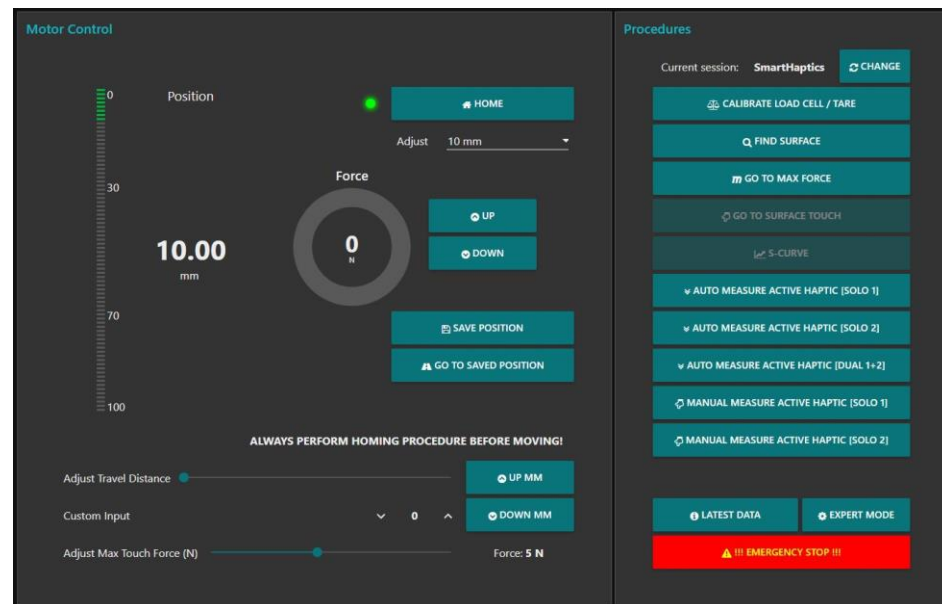 Motor Control
0
Position
HOME
Adjust 10 mm
30
Force
UP
10.00
mm
0
N
DOWN
70
SAVE POSITION
GO TO SAVED POSITION
100
ALWAYS PERFORM HOMING PROCEDURE BEFORE MOVING!
Adjust Travel Distance
UP MM
Custom Input
0
DOWN MM
Adjust Max Touch Force (N)
Force: 5 N
Procedures
Current session: SmartHaptics CHANGE
CALIBRATE LOAD CELL / TARE
FIND SURFACE
m GO TO MAX FORCE
GO TO SURFACE TOUCH
S-CURVE
AUTO MEASURE ACTIVE HAPTIC [SOLO 1]
AUTO MEASURE ACTIVE HAPTIC [SOLO 2]
AUTO MEASURE ACTIVE HAPTIC [DUAL 1+2]
MANUAL MEASURE ACTIVE HAPTIC [SOLO 1]
MANUAL MEASURE ACTIVE HAPTIC [SOLO 2]
LATEST DATA
EXPERT MODE
!!! EMERGENCY STOP !!!